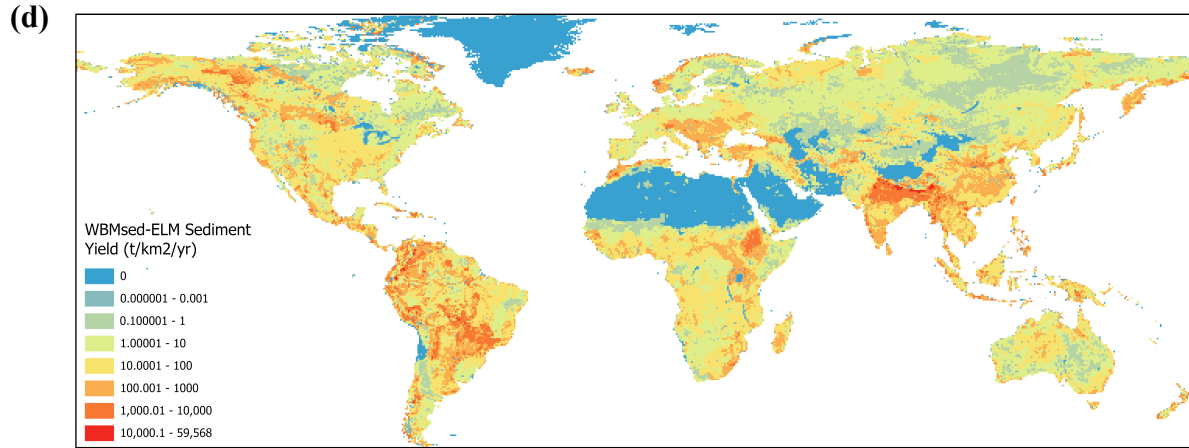 (d)
WBMsed-ELM Sediment
Yield (t/km2/yr)
0
0.000001 - 0.001
0.100001 - 1
1.00001 - 10
10.0001 - 100
100.001 - 1000
1,000.01 - 10,000
10,000.1 - 59,568